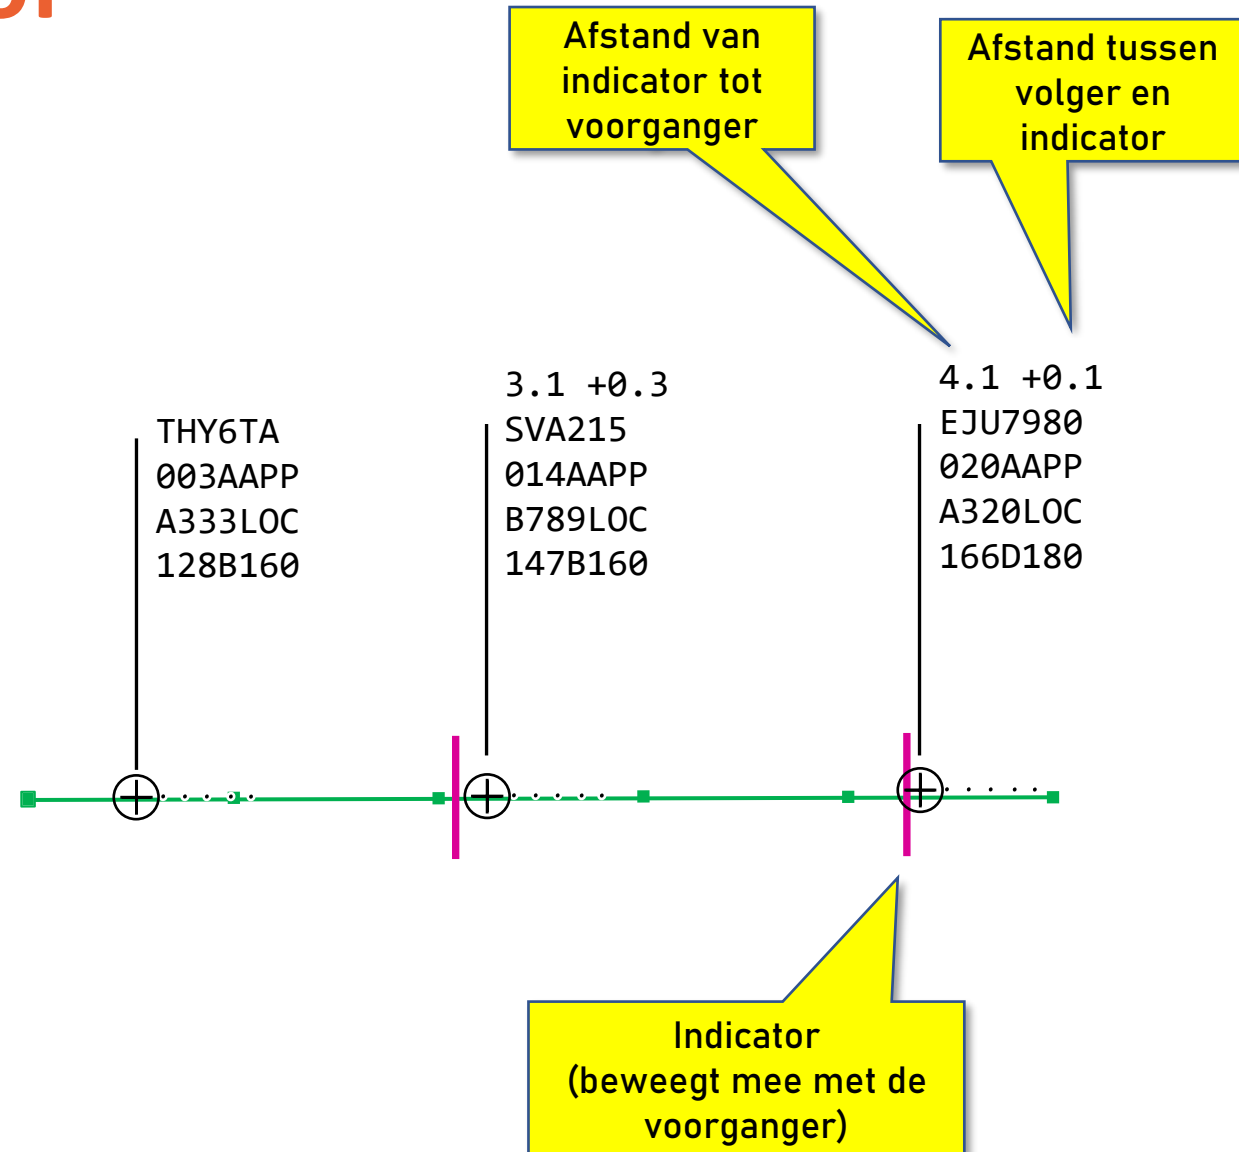 Afstand van
indicator tot
voorganger
Afstand tussen
volger en
indicator
THY6TA
003AAPP
A333LOC
128B160
3.1 +0.3
SVA215
014AAPP
B789LOC
147B160
4.1 +0.1
EJU7980
020AAPP
A320LOC
166D180
Indicator
(beweegt mee met de
voorganger)